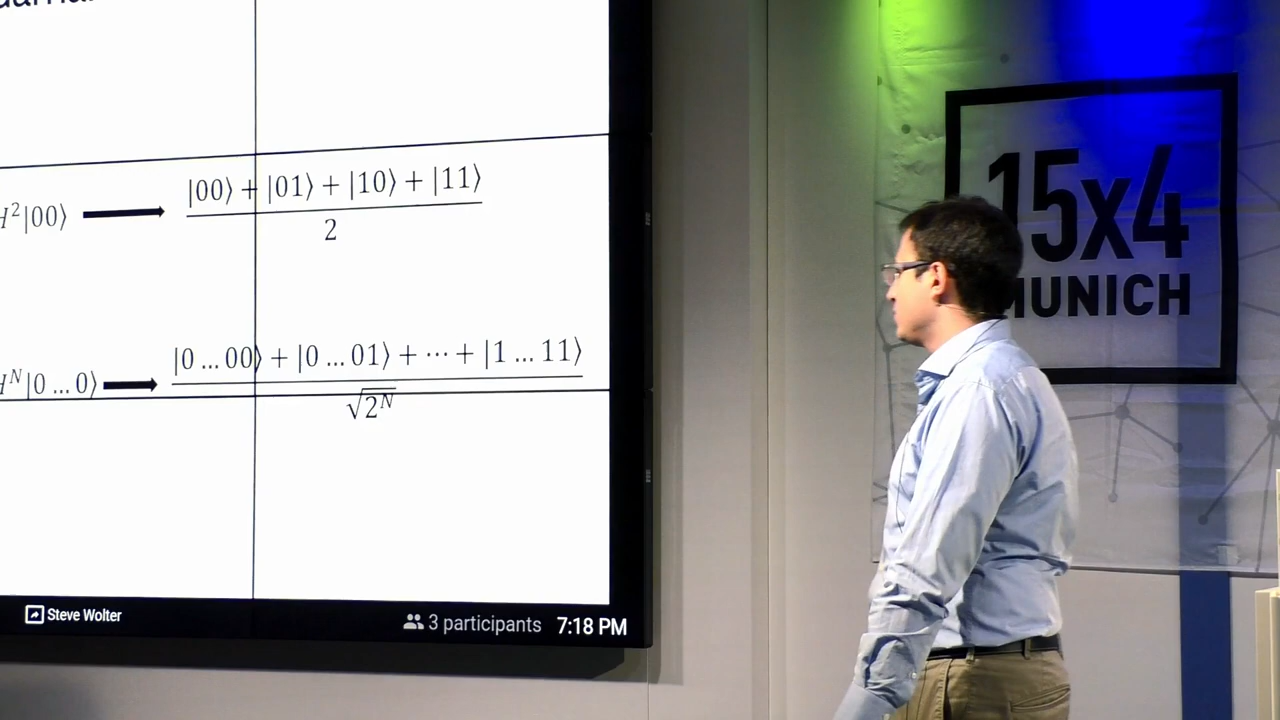 H²|00⟩ ⟶ |00⟩ + |01⟩ + |10⟩ + |11⟩
2
H^N|0 … 0⟩ ⟶ |0 … 00⟩ + |0 … 01⟩ + ⋯ + |1 … 11⟩
√2^N
Steve Wolter
3 participants 7:18 PM
15x4
MUNICH